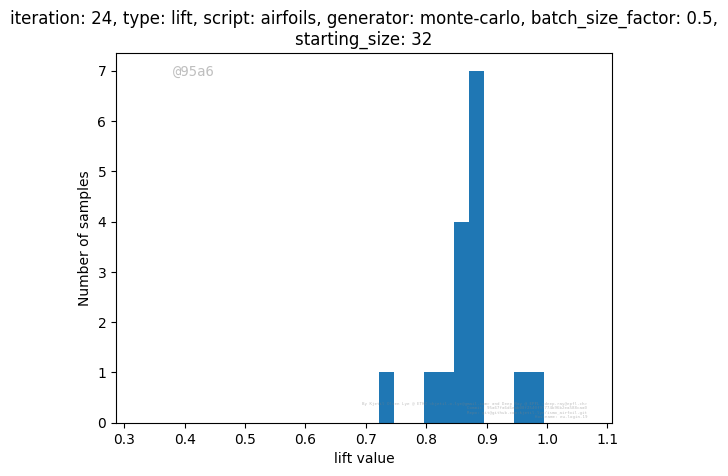 iteration: 24, type: lift, script: airfoils, generator: monte-carlo, batch_size_factor: 0.5,
starting_size: 32
@95a6
7
6
5
4
3
2
1
0
Number of samples
0.3 0.4 0.5 0.6 0.7 0.8 0.9 1.0 1.1
lift value